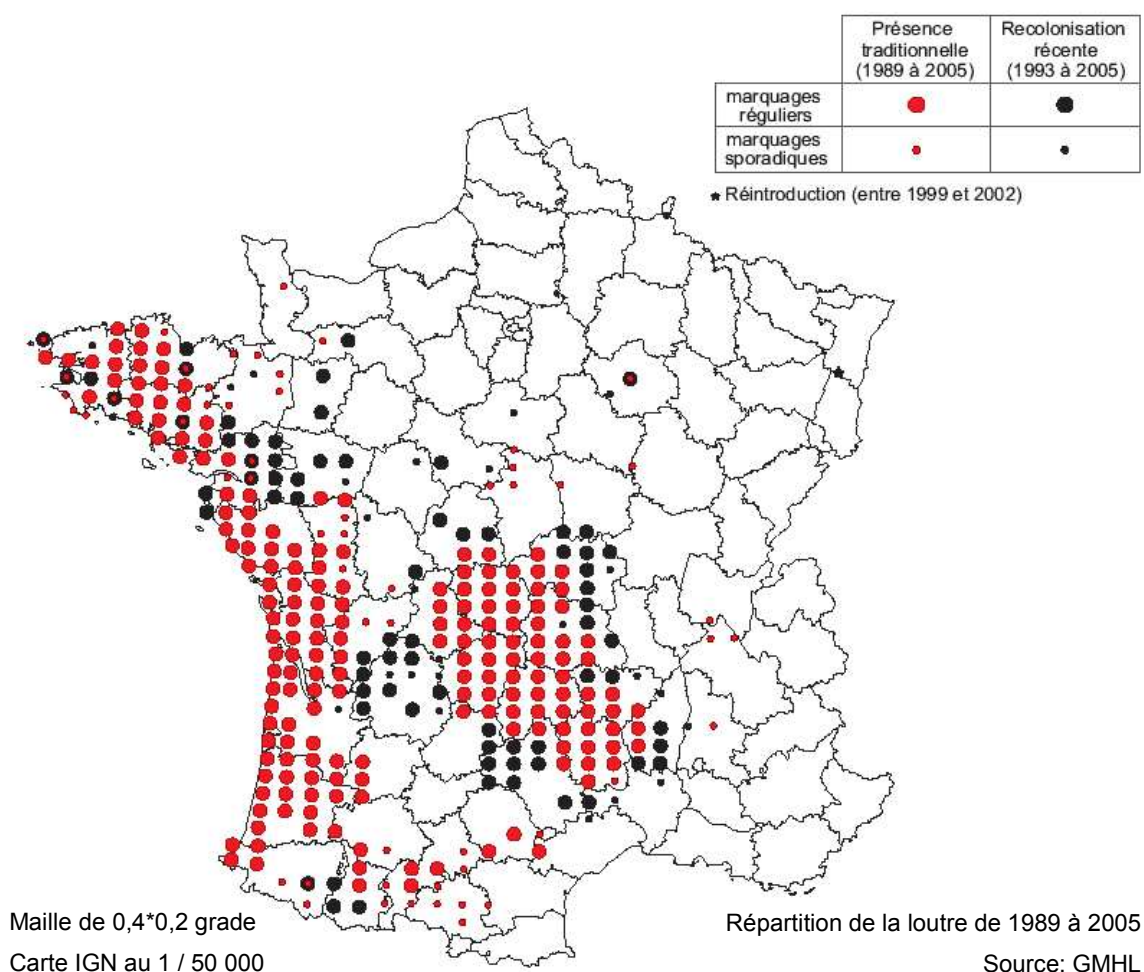 Présence
traditionnelle
(1989 à 2005)
Recolonisation
récente
(1993 à 2005)
marquages
réguliers
marquages
sporadiques
★ Réintroduction (entre 1999 et 2002)
Maille de 0,4*0,2 grade
Carte IGN au 1 / 50 000
Répartition de la loutre de 1989 à 2005
Source: GMHL